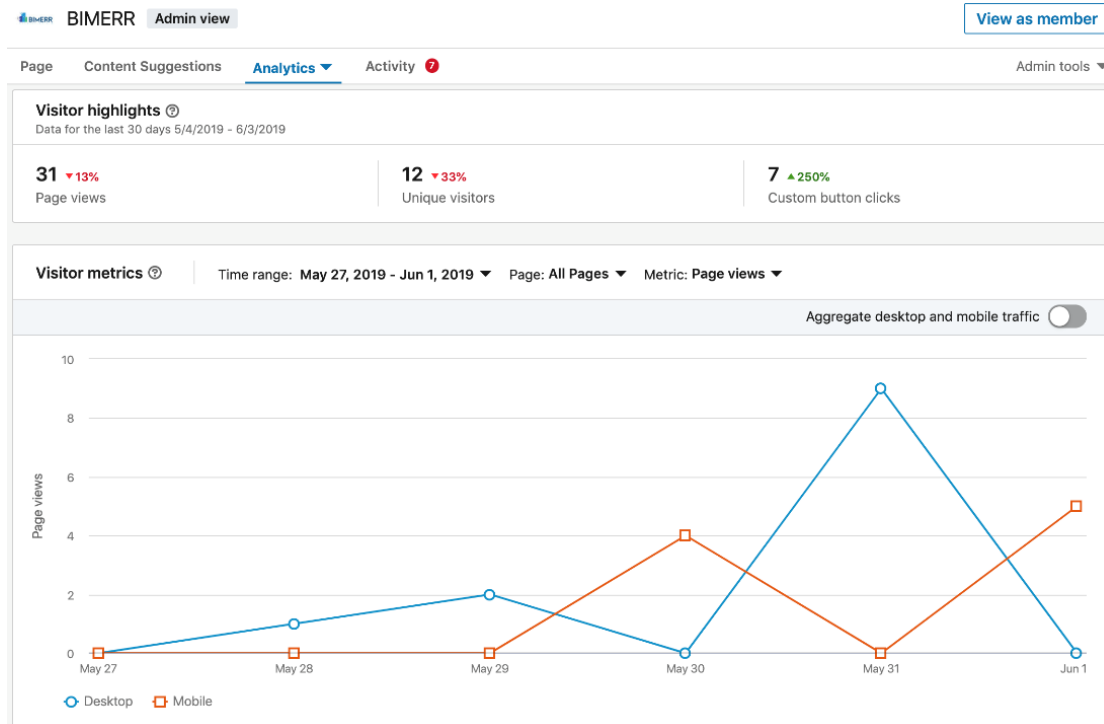 BIMERR BIMERR Admin view View as member
Page Content Suggestions Analytics Activity 7 Admin tools
Visitor highlights ?
Data for the last 30 days 5/4/2019 - 6/3/2019
31 ▼13% 12 ▼33% 7 ▲250%
Page views Unique visitors Custom button clicks
Visitor metrics ? Time range: May 27, 2019 - Jun 1, 2019 Page: All Pages Metric: Page views
Aggregate desktop and mobile traffic
10
8
6
4
2
0
Page views
May 27 May 28 May 29 May 30 May 31 Jun 1
Desktop Mobile